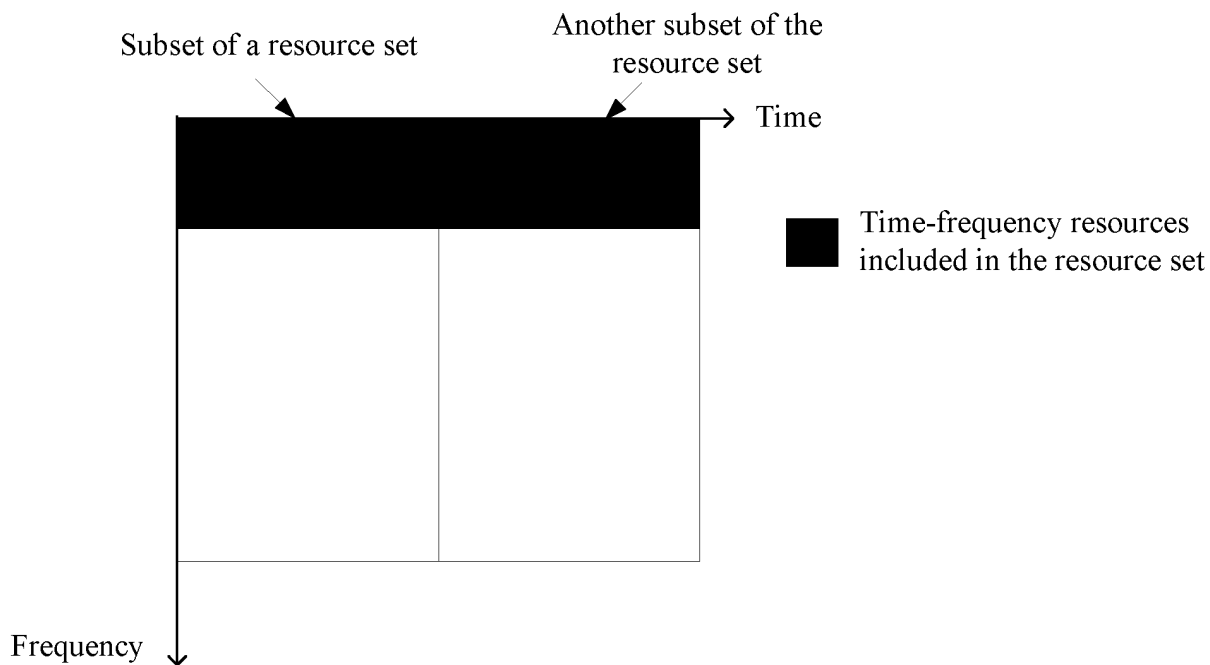 Subset of a resource set
Another subset of the
resource set
Time
Time-frequency resources
included in the resource set
Frequency